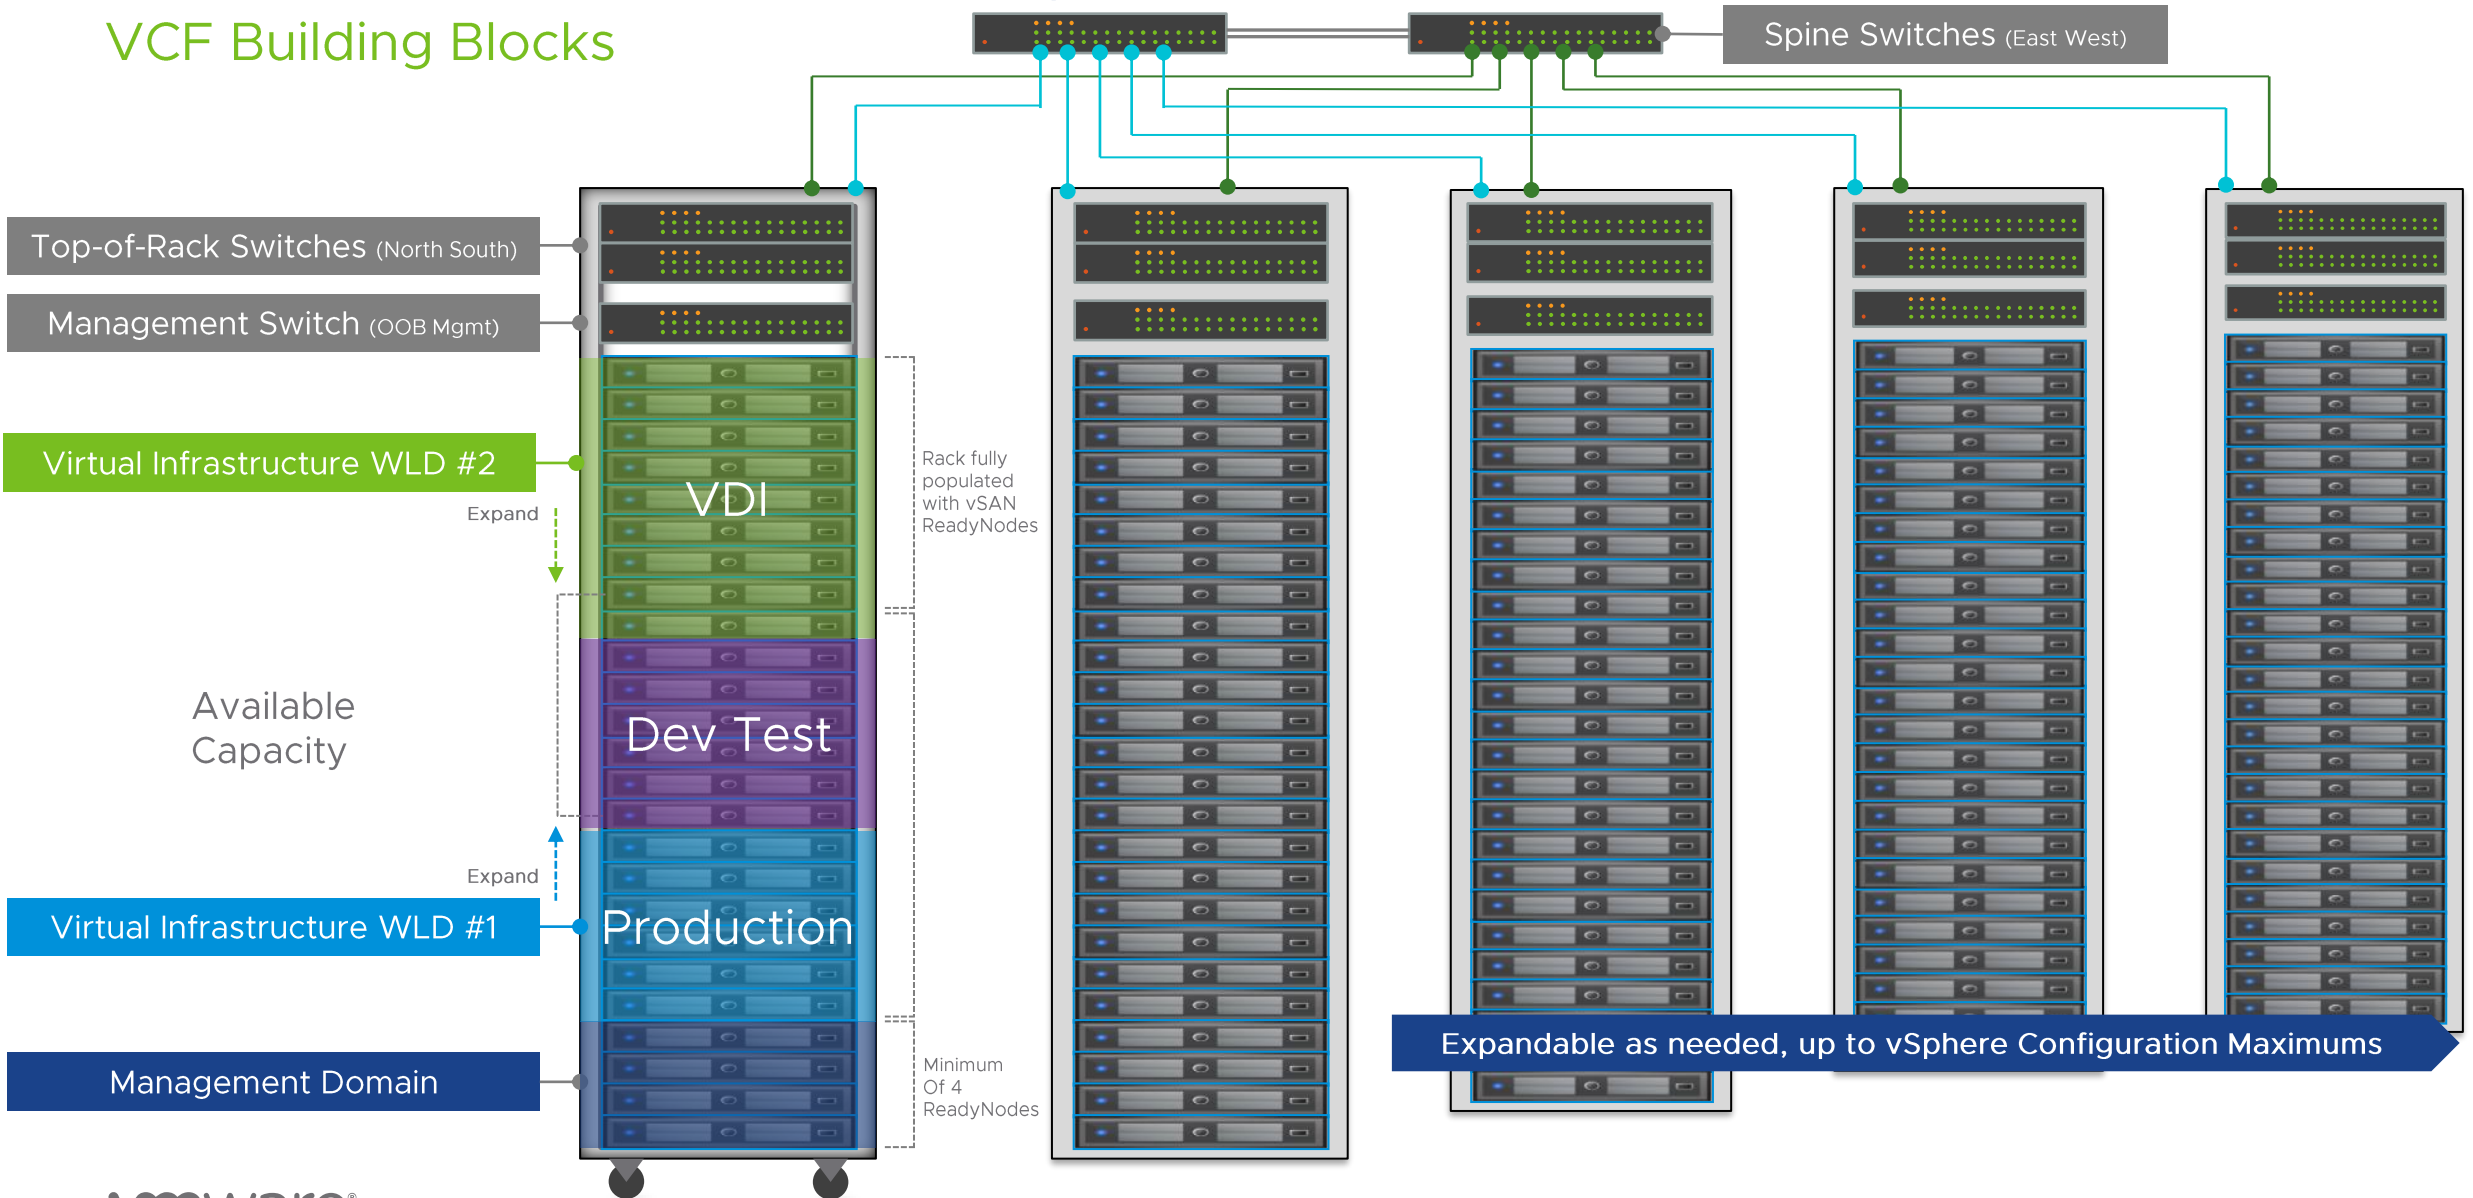 VCF Building Blocks
Spine Switches (East West)
Top-of-Rack Switches (North South)
Management Switch (OOB Mgmt)
Virtual Infrastructure WLD #2
Expand
VDI
Rack fully
populated
with vSAN
ReadyNodes
Available
Capacity
Dev Test
Expand
Virtual Infrastructure WLD #1
Production
Management Domain
Minimum
Of 4
ReadyNodes
Expandable as needed, up to vSphere Configuration Maximums
vmware®